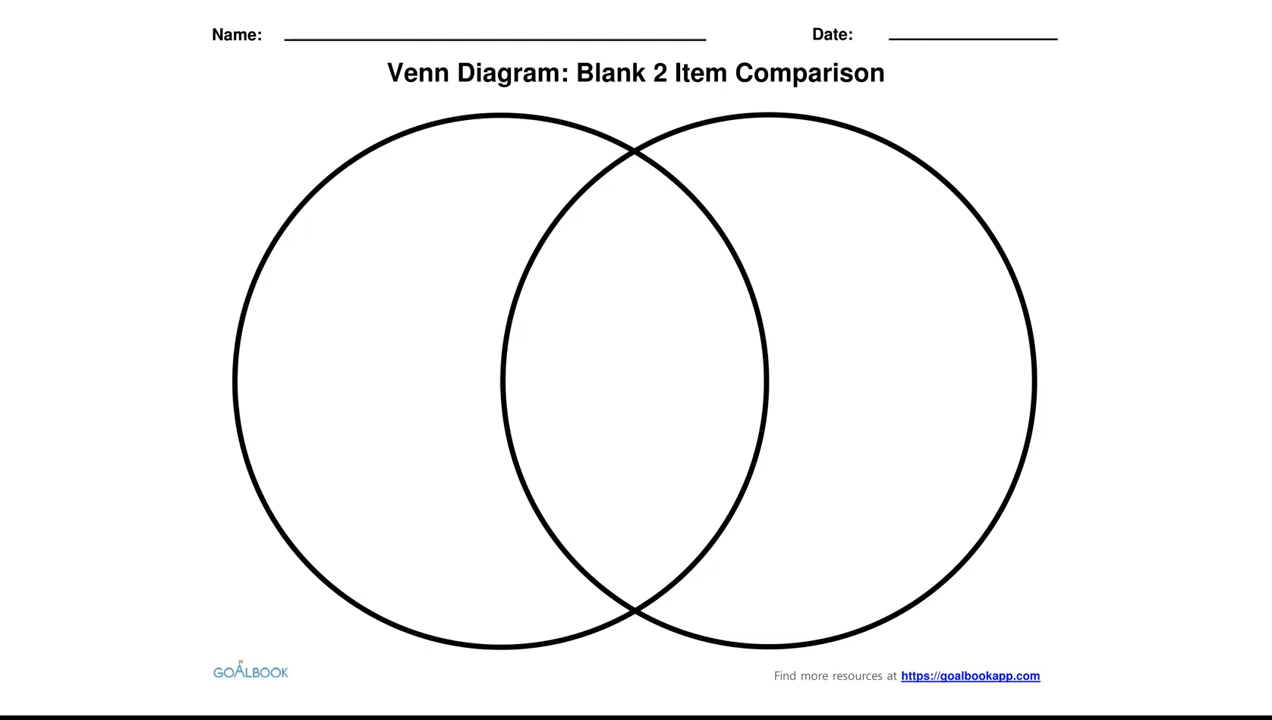 Name: Date:
Venn Diagram: Blank 2 Item Comparison
GOALBOOK
Find more resources at https://goalbookapp.com